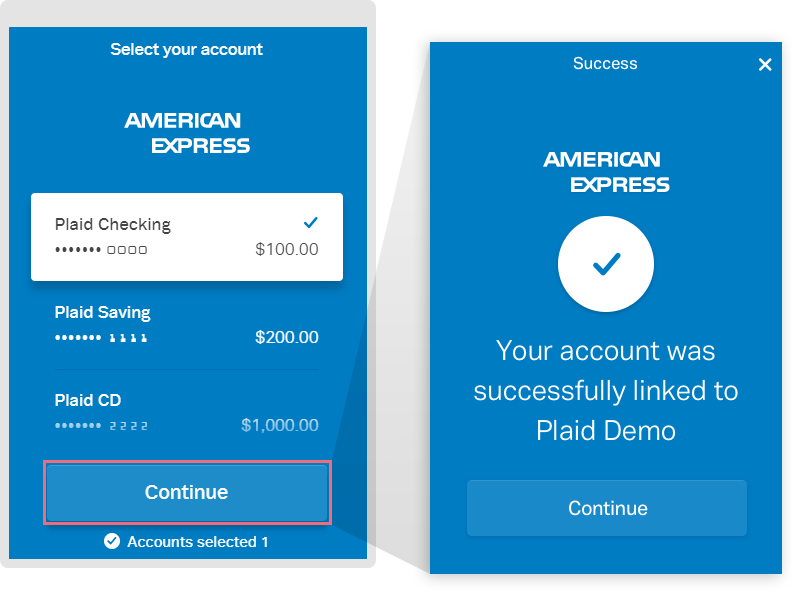 Select your account
AMERICAN
EXPRESS
Plaid Checking
••••••• 0000 $100.00
Plaid Saving
••••••• 1111 $200.00
Plaid CD
••••••• 2222 $1,000.00
Continue
Accounts selected 1
Success
AMERICAN
EXPRESS
Your account was
successfully linked to
Plaid Demo
Continue